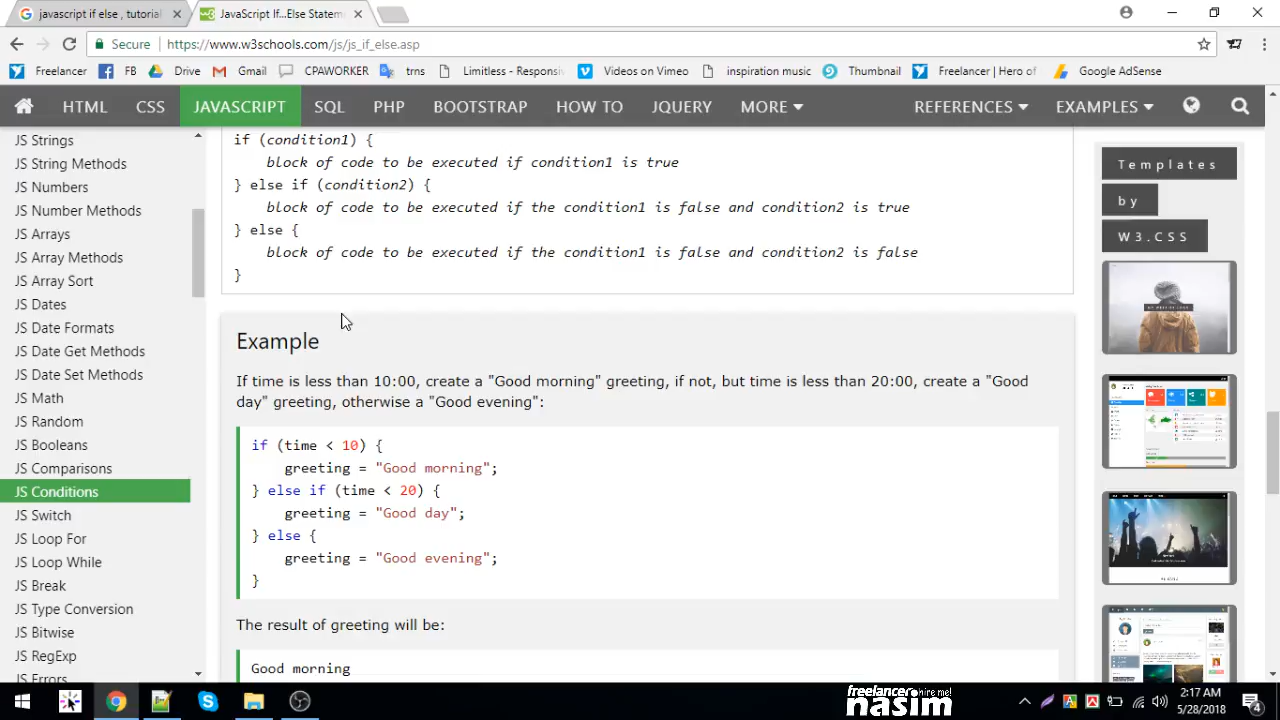 javascript if else , tutorial
JavaScript If...Else Statem
Secure
https://www.w3schools.com/js/js_if_else.asp
Freelancer
FB
Drive
Gmail
CPAWORKER
trns
Limitless - Responsi
Videos on Vimeo
inspiration music
Thumbnail
Freelancer | Hero of
Google AdSense
HTML
CSS
JAVASCRIPT
SQL
PHP
BOOTSTRAP
HOW TO
JQUERY
MORE
REFERENCES
EXAMPLES
JS Strings
JS String Methods
JS Numbers
JS Number Methods
JS Arrays
JS Array Methods
JS Array Sort
JS Dates
JS Date Formats
JS Date Get Methods
JS Date Set Methods
JS Math
JS Random
JS Booleans
JS Comparisons
JS Conditions
JS Switch
JS Loop For
JS Loop While
JS Break
JS Type Conversion
JS Bitwise
JS RegExp
JS Errors
if (condition1) {
block of code to be executed if condition1 is true
} else if (condition2) {
block of code to be executed if the condition1 is false and condition2 is true
} else {
block of code to be executed if the condition1 is false and condition2 is false
}
Example
If time is less than 10:00, create a "Good morning" greeting, if not, but time is less than 20:00, create a "Good
day" greeting, otherwise a "Good evening":
if (time < 10) {
greeting = "Good morning";
} else if (time < 20) {
greeting = "Good day";
} else {
greeting = "Good evening";
}
The result of greeting will be:
Good morning
Templates
by
W3.CSS
freelancer hire me!
nasim
2:17 AM
5/28/2018
4